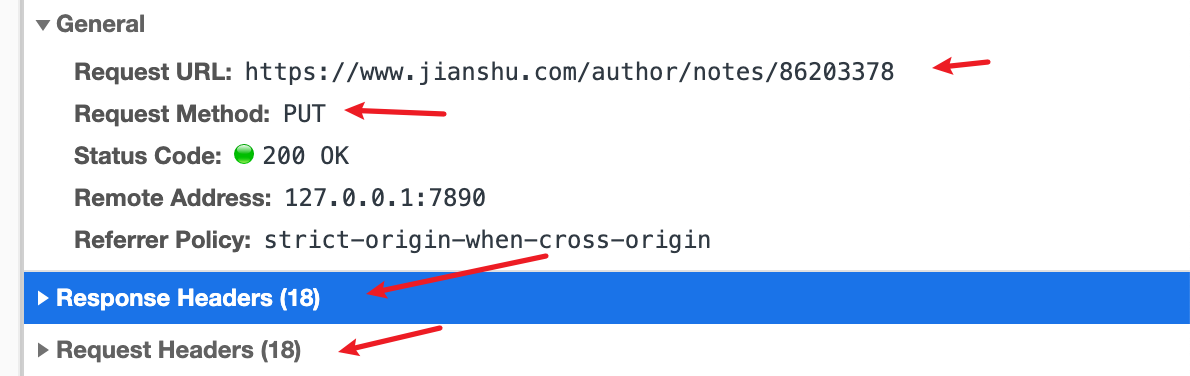 General
Request URL: https://www.jianshu.com/author/notes/86203378
Request Method: PUT
Status Code: 200 OK
Remote Address: 127.0.0.1:7890
Referrer Policy: strict-origin-when-cross-origin
Response Headers (18)
Request Headers (18)